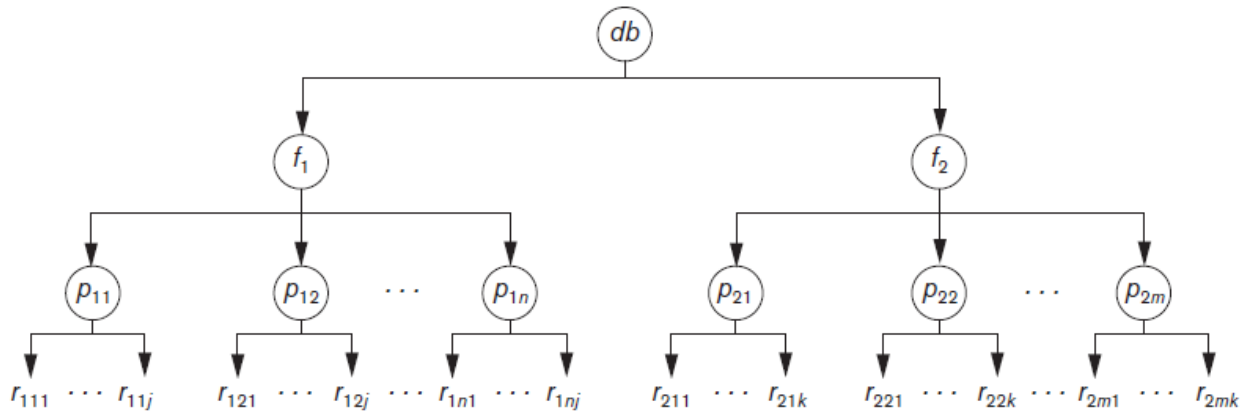 db
f₁ f₂
p₁₁ p₁₂ ··· p₁ₙ p₂₁ p₂₂ ··· p₂ₘ
r₁₁₁ ··· r₁₁ⱼ r₁₂₁ ··· r₁₂ⱼ ··· r₁ₙ₁ ··· r₁ₙⱼ r₂₁₁ ··· r₂₁ₖ r₂₂₁ ··· r₂₂ₖ ··· r₂ₘ₁ ··· r₂ₘₖ